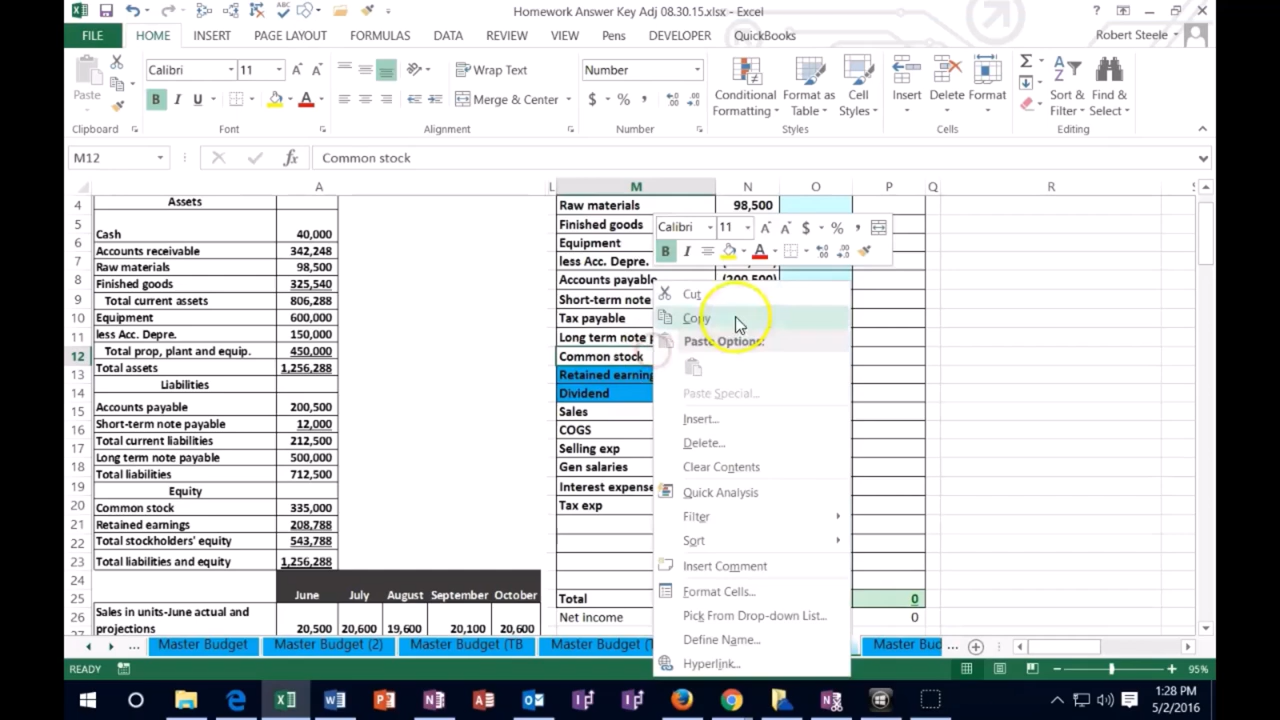 Homework Answer Key Adj 08.30.15.xlsx - Excel
FILE HOME INSERT PAGE LAYOUT FORMULAS DATA REVIEW VIEW Pens DEVELOPER QuickBooks Robert Steele
Paste
Calibri 11 Wrap Text Number
B I U Merge & Center $ % ,
Conditional Formatting Format as Table Cell Styles Insert Delete Format Sort & Filter Find & Select
Clipboard Font Alignment Number Styles Cells Editing
M12 fx Common stock
A L M N O P Q R
4 Assets
5
Cash 40,000
6 Accounts receivable 342,248
7 Raw materials 98,500
8 Finished goods 325,540
9 Total current assets 806,288
10 Equipment 600,000
11 less Acc. Depre. 150,000
12 Total prop, plant and equip. 450,000
13 Total assets 1,256,288
14 Liabilities
15 Accounts payable 200,500
16 Short-term note payable 12,000
17 Total current liabilities 212,500
18 Long term note payable 500,000
19 Total liabilities 712,500
Equity
20 Common stock 335,000
21 Retained earnings 208,788
22 Total stockholders' equity 543,788
23 Total liabilities and equity 1,256,288
24
25 June July August September October
26 Sales in units-June actual and
27 projections 20,500 20,600 19,600 20,100 20,600
Raw materials 98,500
Finished goods
Equipment
less Acc. Depre.
Accounts payable (200,500)
Short-term note
Tax payable
Long term note p
Common stock
Retained earning
Dividend
Sales
COGS
Selling exp
Gen salaries
Interest expense
Tax exp
Total 0
Net Income 0
Calibri 11 A A $ % ,
B I A
Cut
Copy
Paste Options:
Paste Special...
Insert...
Delete...
Clear Contents
Quick Analysis
Filter
Sort
Insert Comment
Format Cells...
Pick From Drop-down List...
Define Name...
Hyperlink...
... Master Budget Master Budget (2) Master Budget (TB Master Budget (T Master Bud ...
READY 95%
1:28 PM
5/2/2016